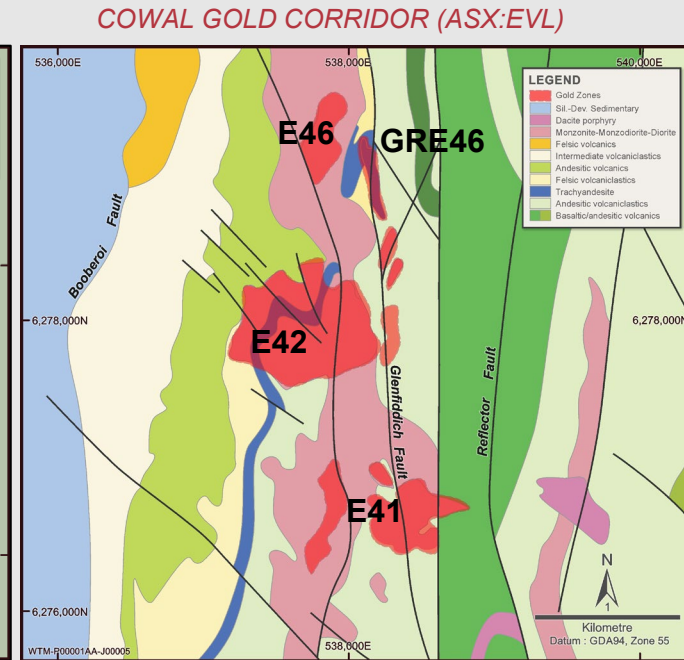 COWAL GOLD CORRIDOR (ASX:EVL)
536,000E
538,000E
540,000E
LEGEND
Gold Zones
Sil.-Dev. Sedimentary
Dacite porphyry
Monzonite-Monzodiorite-Diorite
Felsic volcanics
Intermediate volcaniclastics
Andesitic volcanics
Felsic volcaniclastics
Trachyandesite
Andesitic volcaniclastics
Basaltic/andesitic volcanics
E46
GRE46
Booberoi Fault
6,278,000N
6,278,000N
E42
Glenfiddich Fault
Reflector Fault
E41
N
1
6,276,000N
Kilometre
Datum : GDA94, Zone 55
WTM-P00001AA-J00005
538,000E